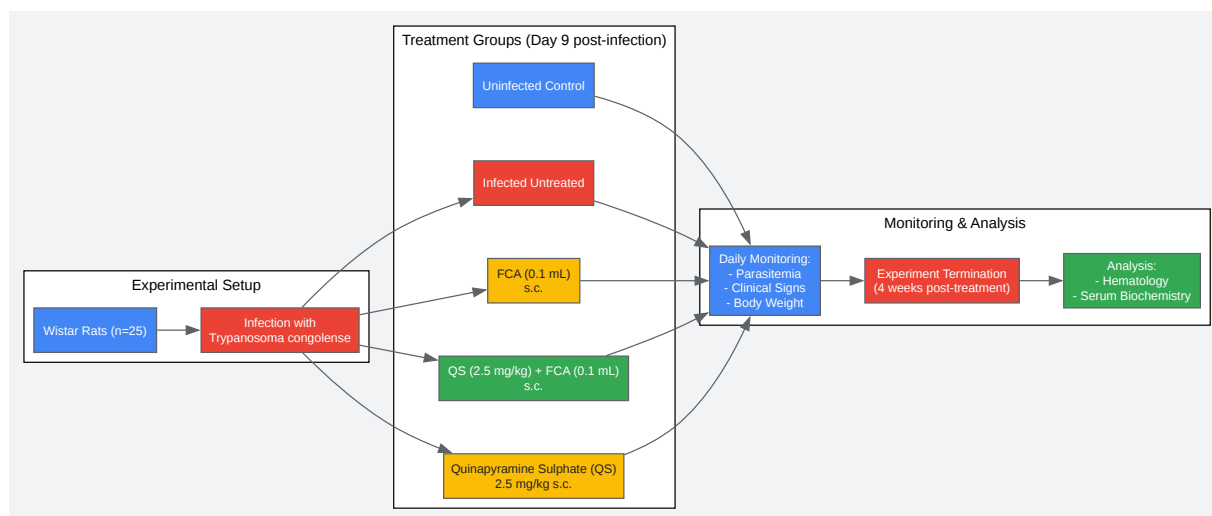 Experimental Setup
Wistar Rats (n=25)
Infection with
Trypanosoma congolense
Treatment Groups (Day 9 post-infection)
Uninfected Control
Infected Untreated
FCA (0.1 mL)
s.c.
QS (2.5 mg/kg) + FCA (0.1 mL)
s.c.
Quinapyramine Sulphate (QS)
2.5 mg/kg s.c.
Monitoring & Analysis
Daily Monitoring:
- Parasitemia
- Clinical Signs
- Body Weight
Experiment Termination
(4 weeks post-treatment)
Analysis:
- Hematology
- Serum Biochemistry